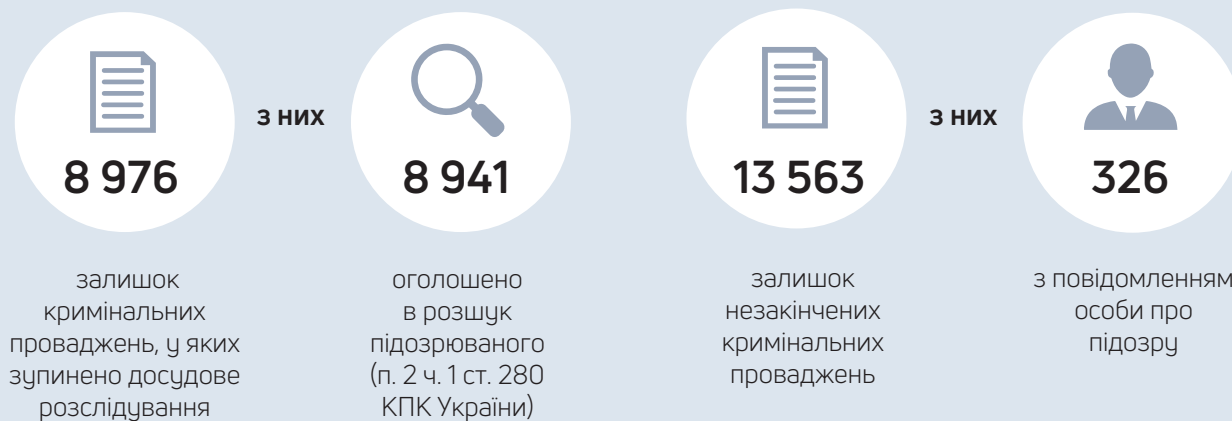 8 976
залишок
кримінальних
проваджень, у яких
зупинено досудове
розслідування
з них
8 941
оголошено
в розшук
підозрюваного
(п. 2 ч. 1 ст. 280
КПК України)
13 563
залишок
незакінчених
кримінальних
проваджень
з них
326
з повідомленням
особи про
підозру